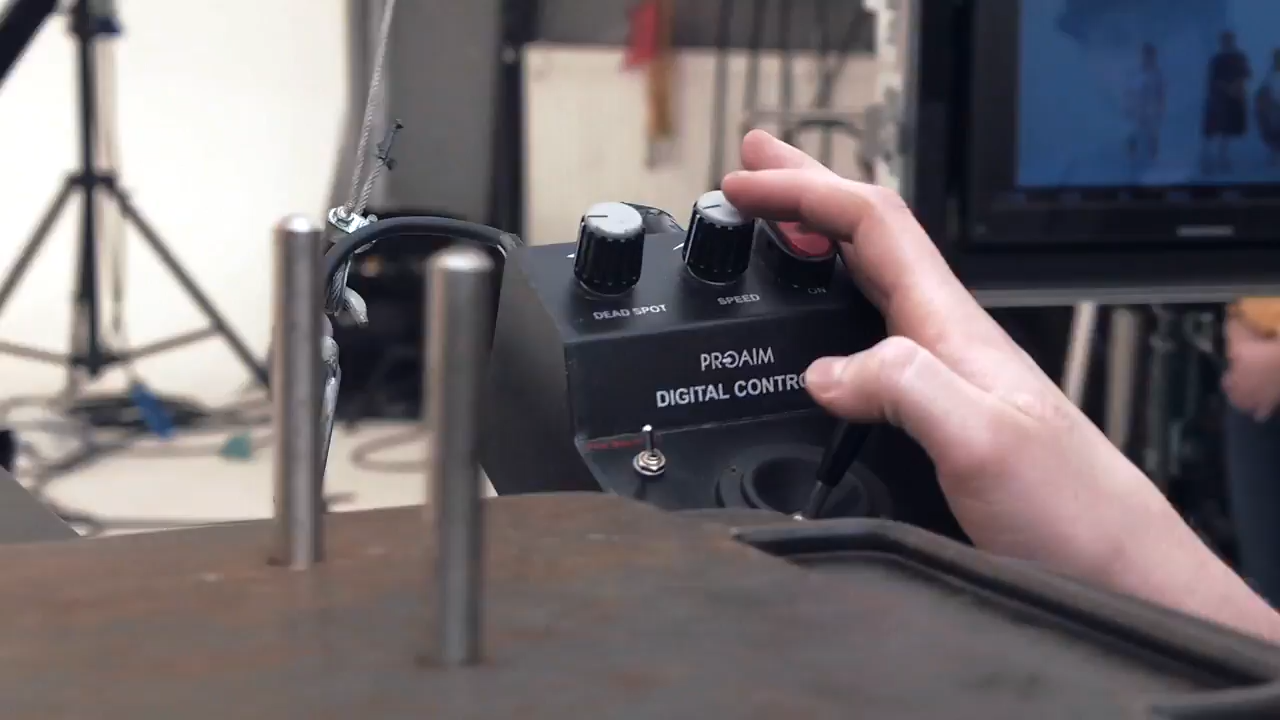 DEAD SPOT
SPEED
ON
PROAIM
DIGITAL CONTRO